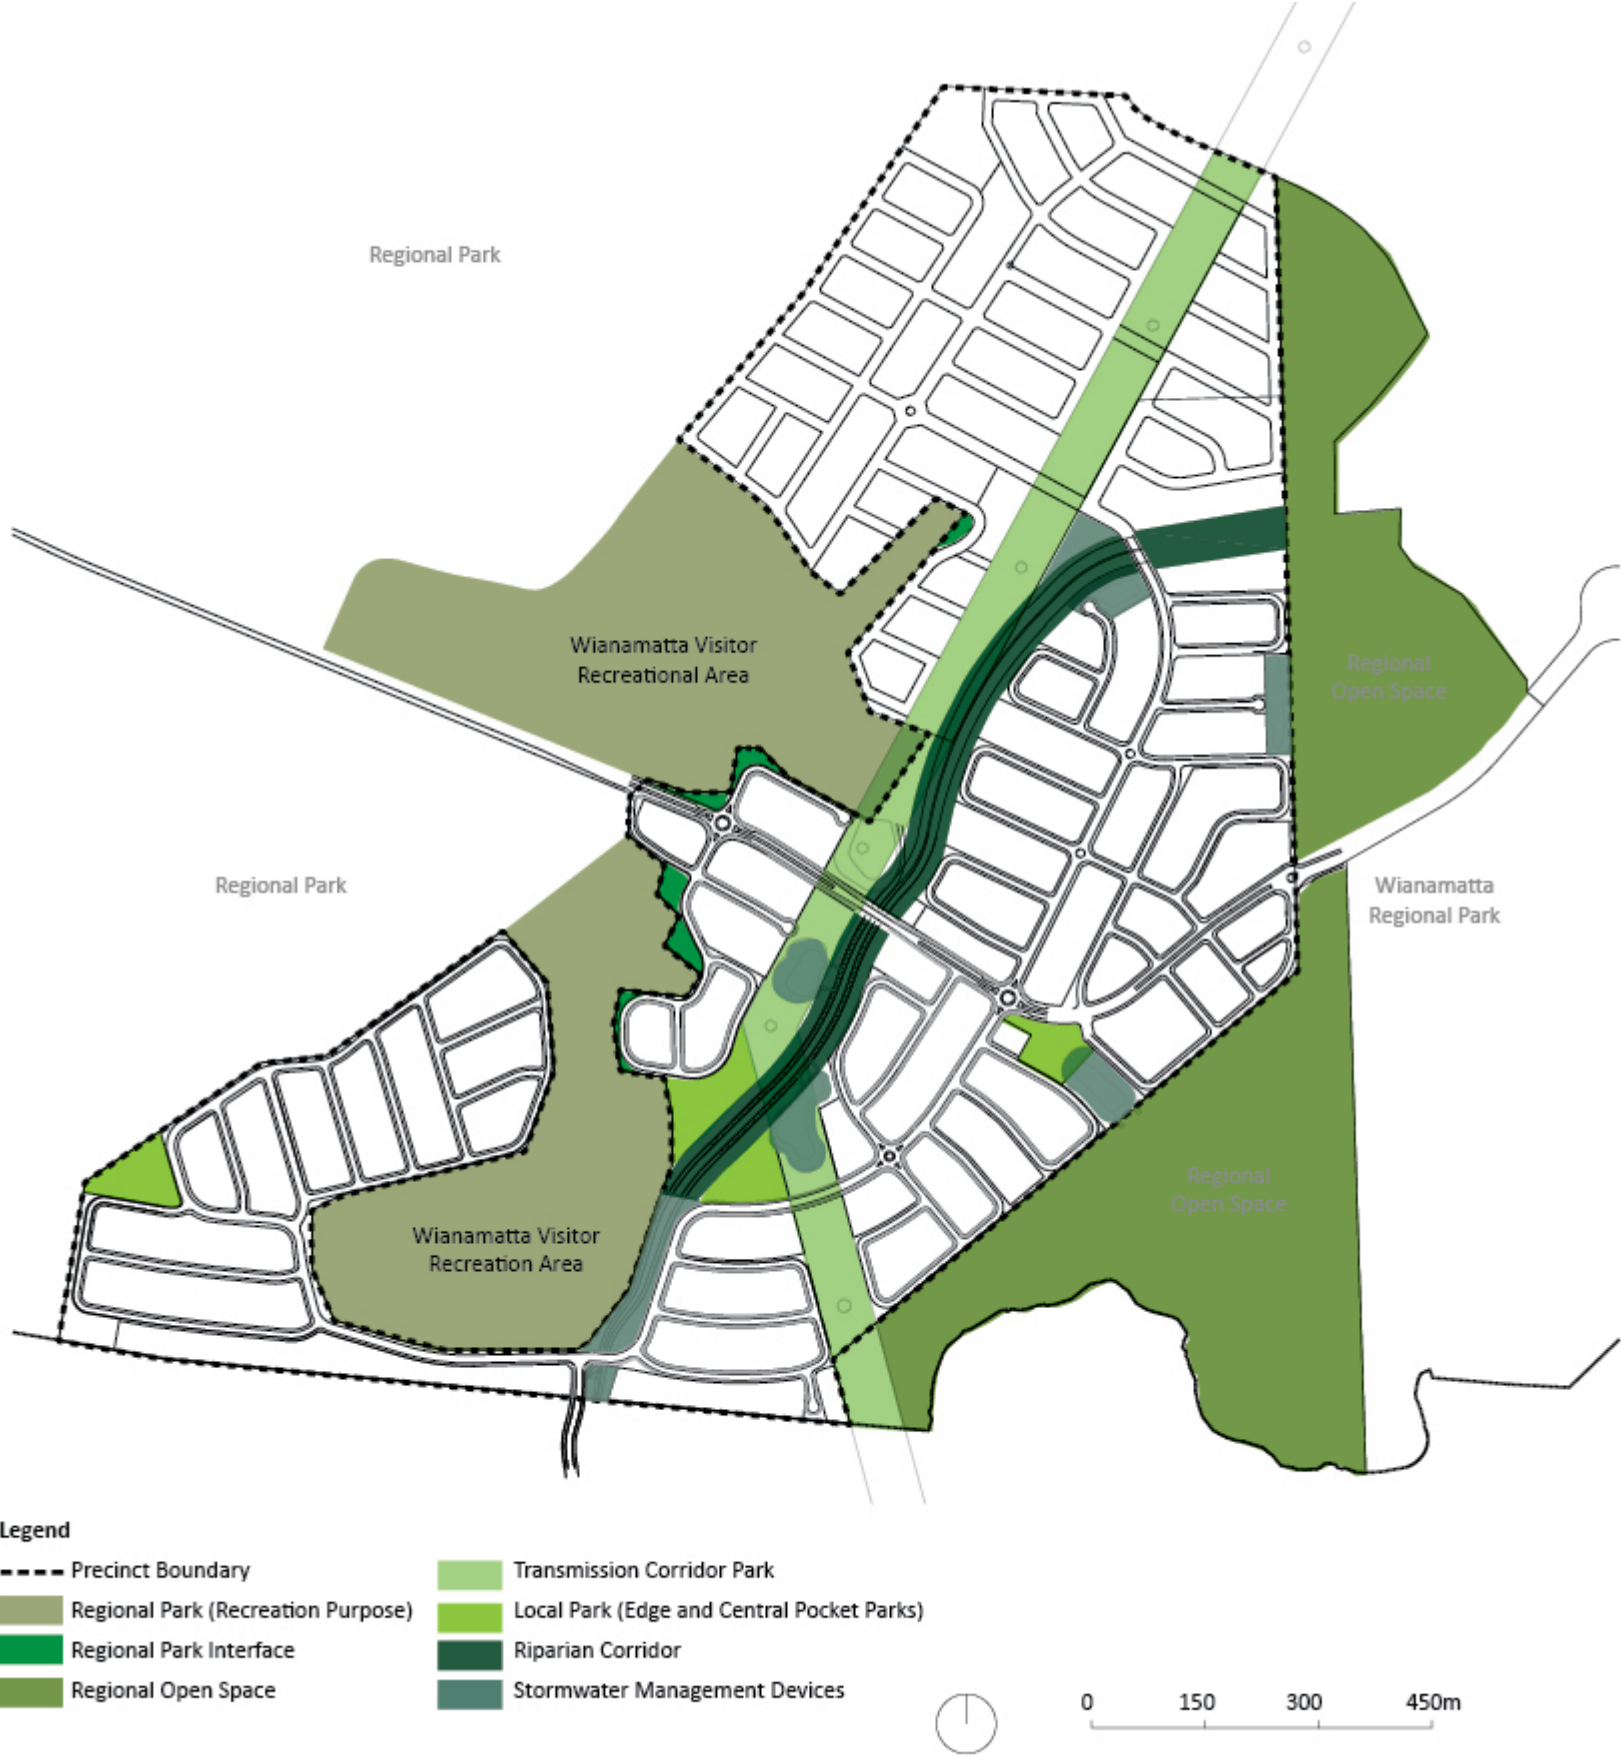 Regional Park
Wianamatta Visitor
Recreational Area
Regional
Open Space
Regional Park
Wianamatta
Regional Park
Regional
Open Space
Wianamatta Visitor
Recreation Area
Legend
Precinct Boundary
Regional Park (Recreation Purpose)
Regional Park Interface
Regional Open Space
Transmission Corridor Park
Local Park (Edge and Central Pocket Parks)
Riparian Corridor
Stormwater Management Devices
0 150 300 450m